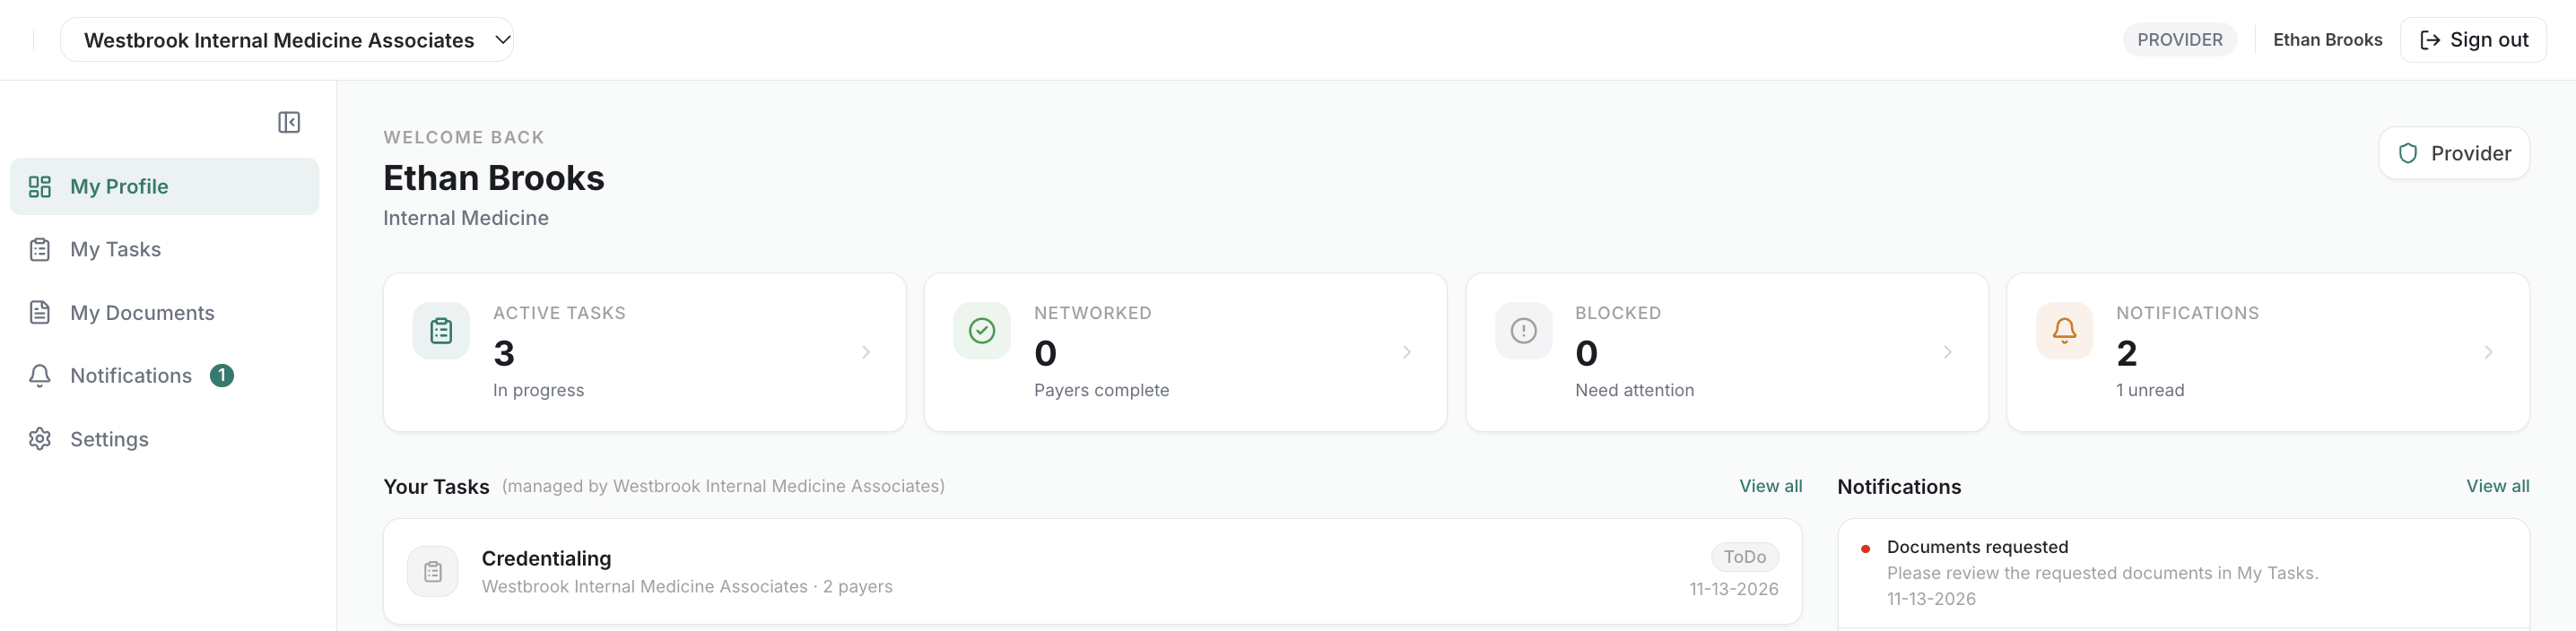 Westbrook Internal Medicine Associates
PROVIDER
Ethan Brooks
Sign out
My Profile
My Tasks
My Documents
Notifications 1
Settings
WELCOME BACK
Ethan Brooks
Internal Medicine
Provider
ACTIVE TASKS
3
In progress
NETWORKED
0
Payers complete
BLOCKED
0
Need attention
NOTIFICATIONS
2
1 unread
Your Tasks (managed by Westbrook Internal Medicine Associates)
View all
Credentialing
Westbrook Internal Medicine Associates · 2 payers
ToDo
11-13-2026
Notifications
View all
Documents requested
Please review the requested documents in My Tasks.
11-13-2026